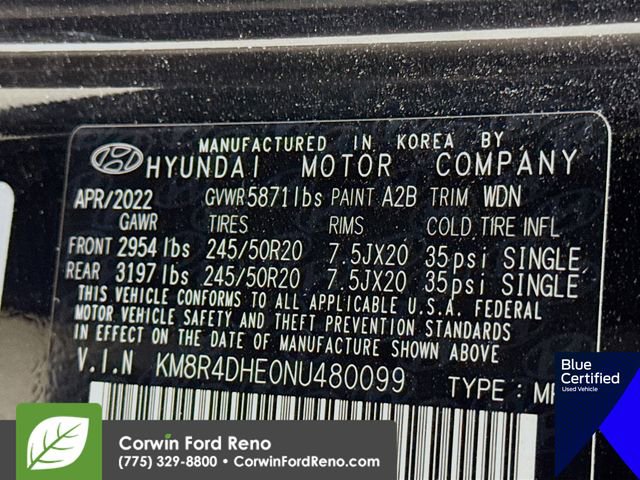 MANUFACTURED IN KOREA BY
HYUNDAI MOTOR COMPANY
APR/2022 GVWR 5871 lbs PAINT A2B TRIM WDN
GAWR TIRES RIMS COLD TIRE INFL.
FRONT 2954 lbs 245/50R20 7.5JX20 35psi SINGLE
REAR 3197 lbs 245/50R20 7.5JX20 35psi SINGLE
THIS VEHICLE CONFORMS TO ALL APPLICABLE U.S.A. FEDERAL
MOTOR VEHICLE SAFETY AND THEFT PREVENTION STANDARDS
IN EFFECT ON THE DATE OF MANUFACTURE SHOWN ABOVE
V.I.N KM8R4DHE0NU480099 TYPE : MP
Blue
Certified
Used Vehicle
Corwin Ford Reno
(775) 329-8800 • CorwinFordReno.com